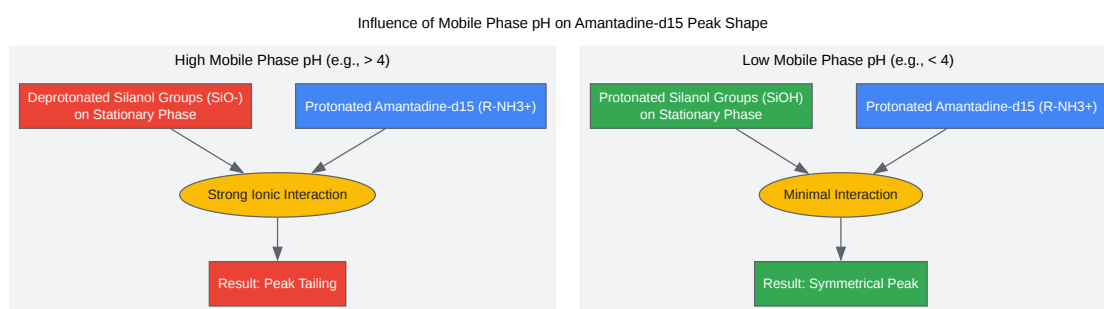 Influence of Mobile Phase pH on Amantadine-d15 Peak Shape
High Mobile Phase pH (e.g., > 4)
Deprotonated Silanol Groups (SiO-)
on Stationary Phase
Protonated Amantadine-d15 (R-NH3+)
Strong Ionic Interaction
Result: Peak Tailing
Low Mobile Phase pH (e.g., < 4)
Protonated Silanol Groups (SiOH)
on Stationary Phase
Protonated Amantadine-d15 (R-NH3+)
Minimal Interaction
Result: Symmetrical Peak